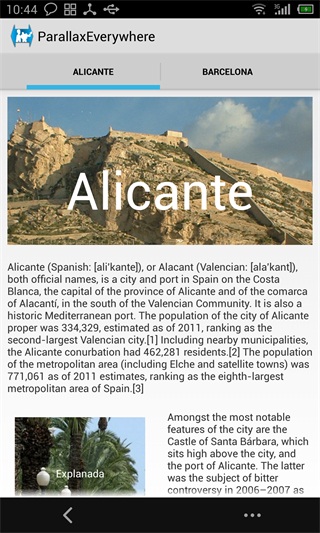 10:44
3G
ParallaxEverywhere
ALICANTE
BARCELONA
Alicante
Alicante (Spanish: [ali'kante]), or Alacant (Valencian: [ala'kant]),
both official names, is a city and port in Spain on the Costa
Blanca, the capital of the province of Alicante and of the comarca
of Alacantí, in the south of the Valencian Community. It is also a
historic Mediterranean port. The population of the city of Alicante
proper was 334,329, estimated as of 2011, ranking as the
second-largest Valencian city.[1] Including nearby municipalities,
the Alicante conurbation had 462,281 residents.[2] The population
of the metropolitan area (including Elche and satellite towns) was
771,061 as of 2011 estimates, ranking as the eighth-largest
metropolitan area of Spain.[3]
Explanada
Amongst the most notable
features of the city are the
Castle of Santa Bárbara, which
sits high above the city, and
the port of Alicante. The latter
was the subject of bitter
controversy in 2006–2007 as